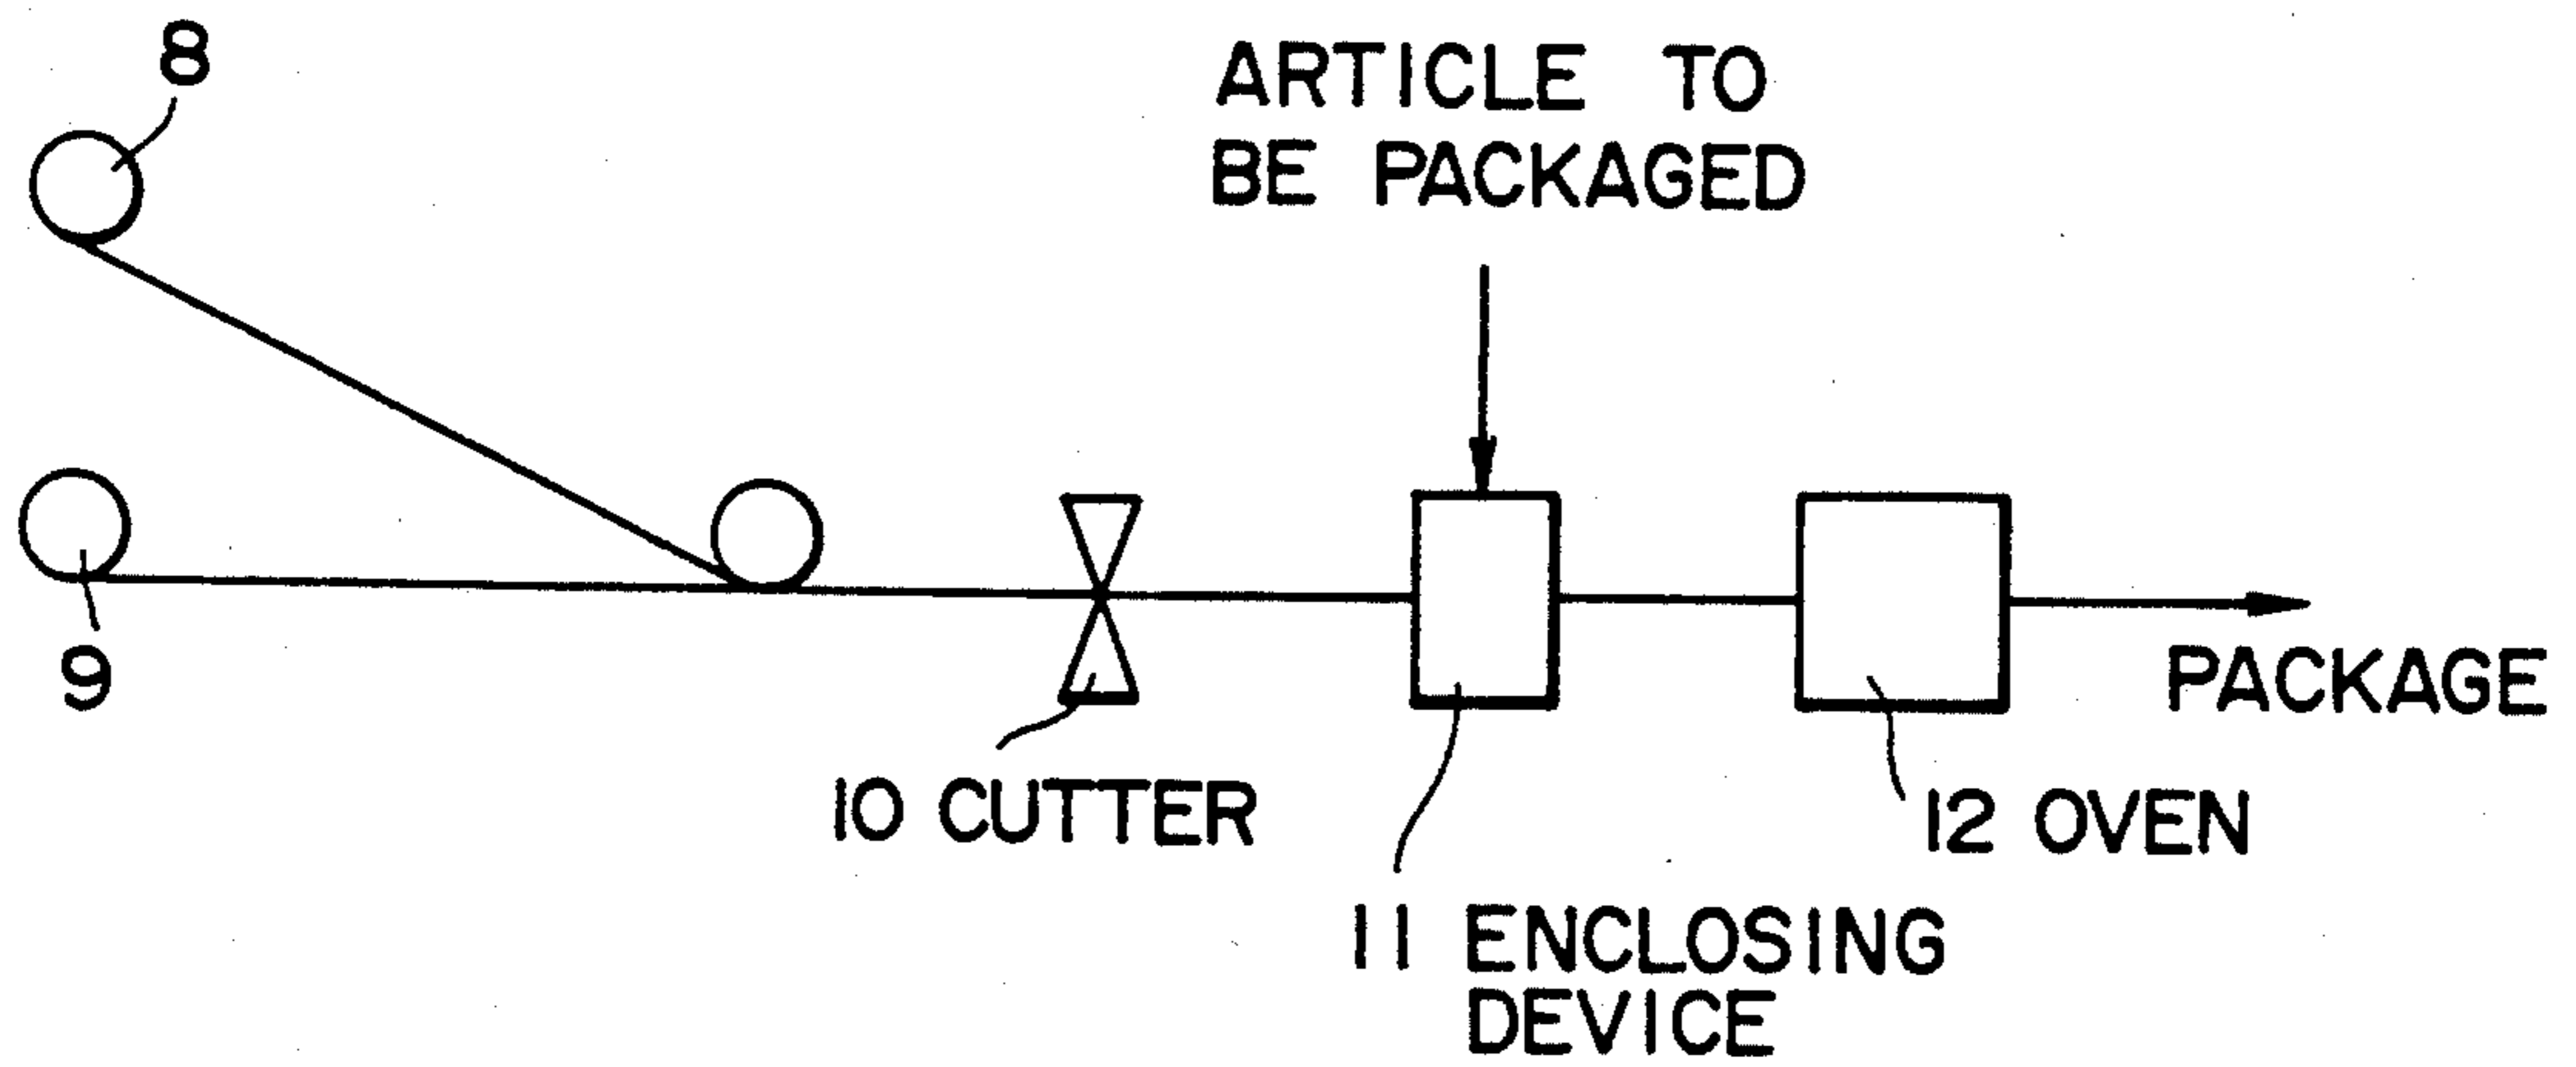 8
ARTICLE TO
BE PACKAGED
9
PACKAGE
10 CUTTER
12 OVEN
11 ENCLOSING
DEVICE